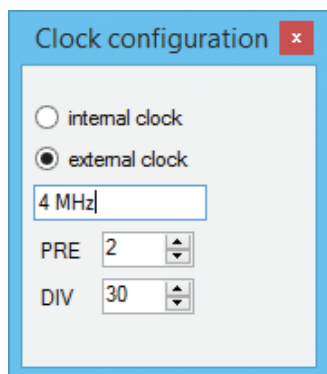 Clock configuration x
internal clock
external clock
4 MHz
PRE 2
DIV 30